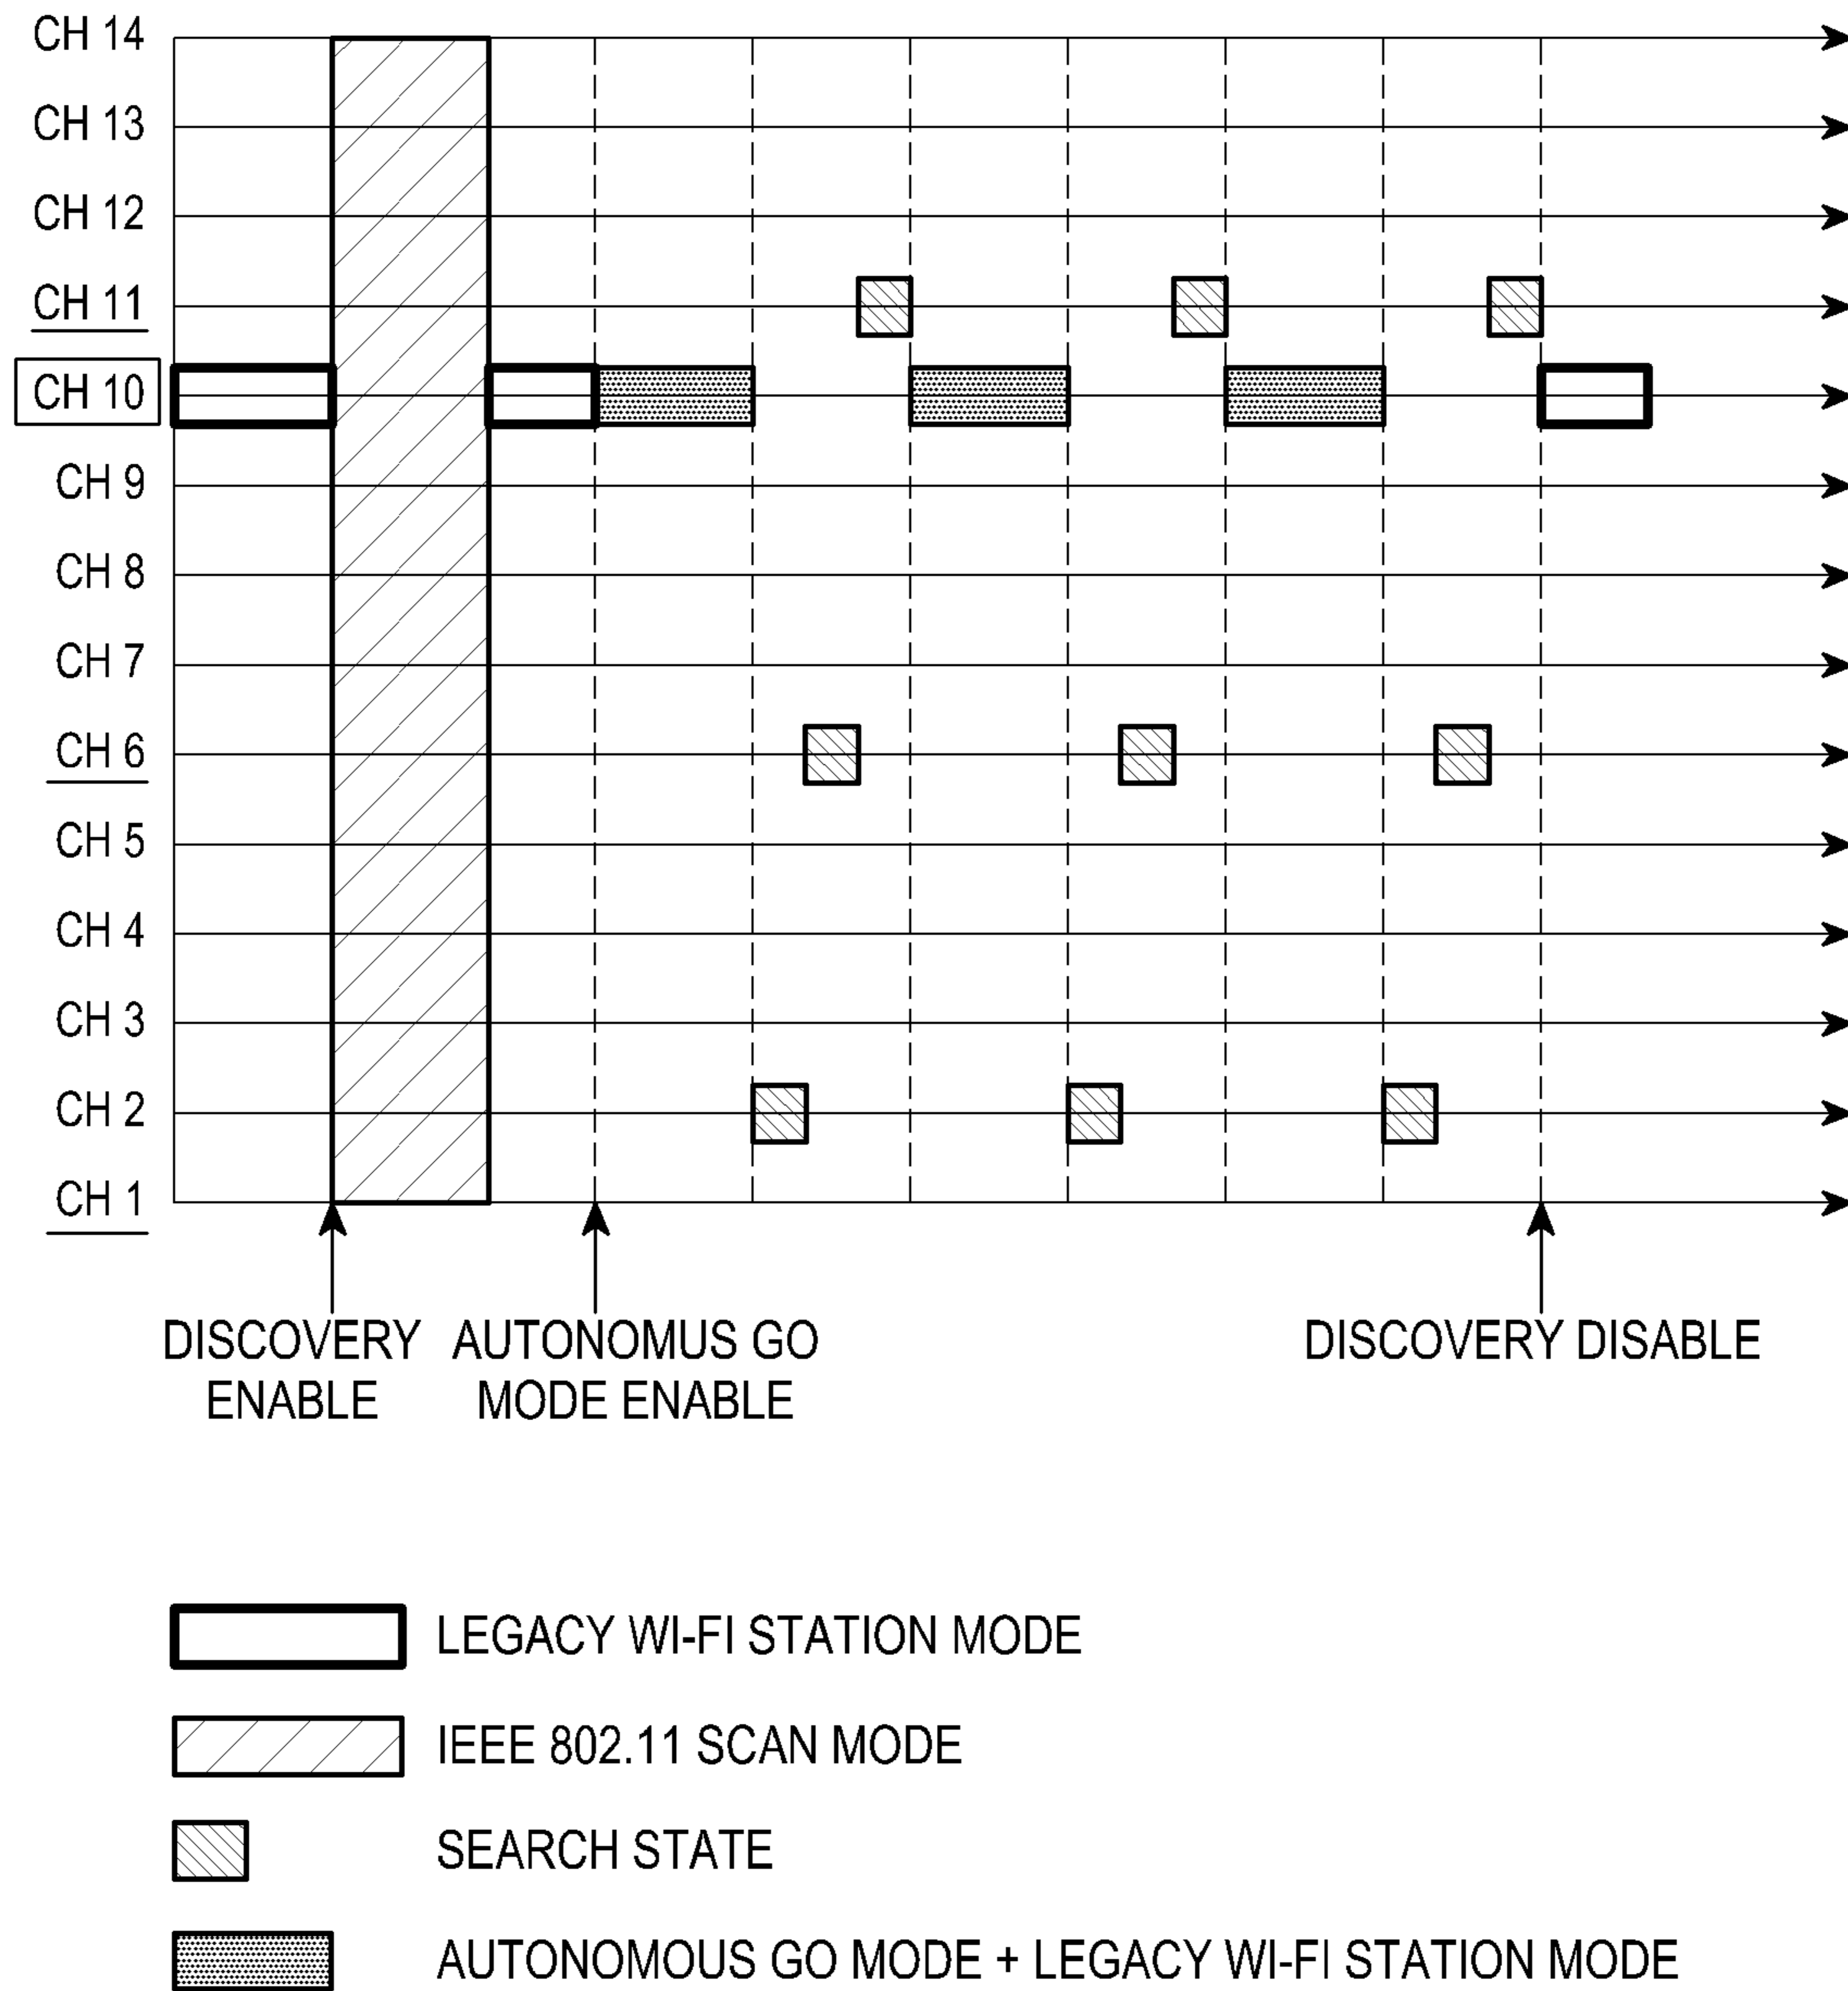 CH 14
CH 13
CH 12
CH 11
CH 10
CH 9
CH 8
CH 7
CH 6
CH 5
CH 4
CH 3
CH 2
CH 1
DISCOVERY
ENABLE
AUTONOMUS GO
MODE ENABLE
DISCOVERY DISABLE
LEGACY WI-FI STATION MODE
IEEE 802.11 SCAN MODE
SEARCH STATE
AUTONOMOUS GO MODE + LEGACY WI-FI STATION MODE